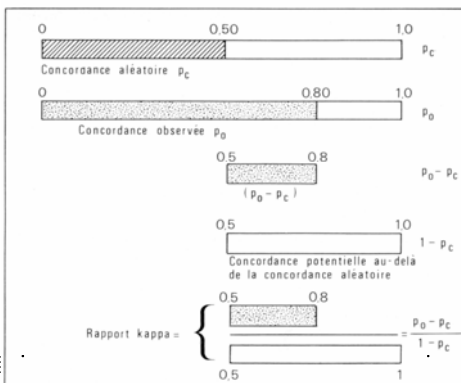 0 0,50 1,0
p_c
Concordance aléatoire p_c
0 0,80 1,0
p_o
Concordance observée p_o
0,5 0,8
p_o - p_c
(p_o - p_c)
0,5 1,0
1 - p_c
Concordance potentielle au-delà
de la concordance aléatoire
0,5 0,8
Rapport kappa = { = p_o - p_c
1 - p_c
0,5 1